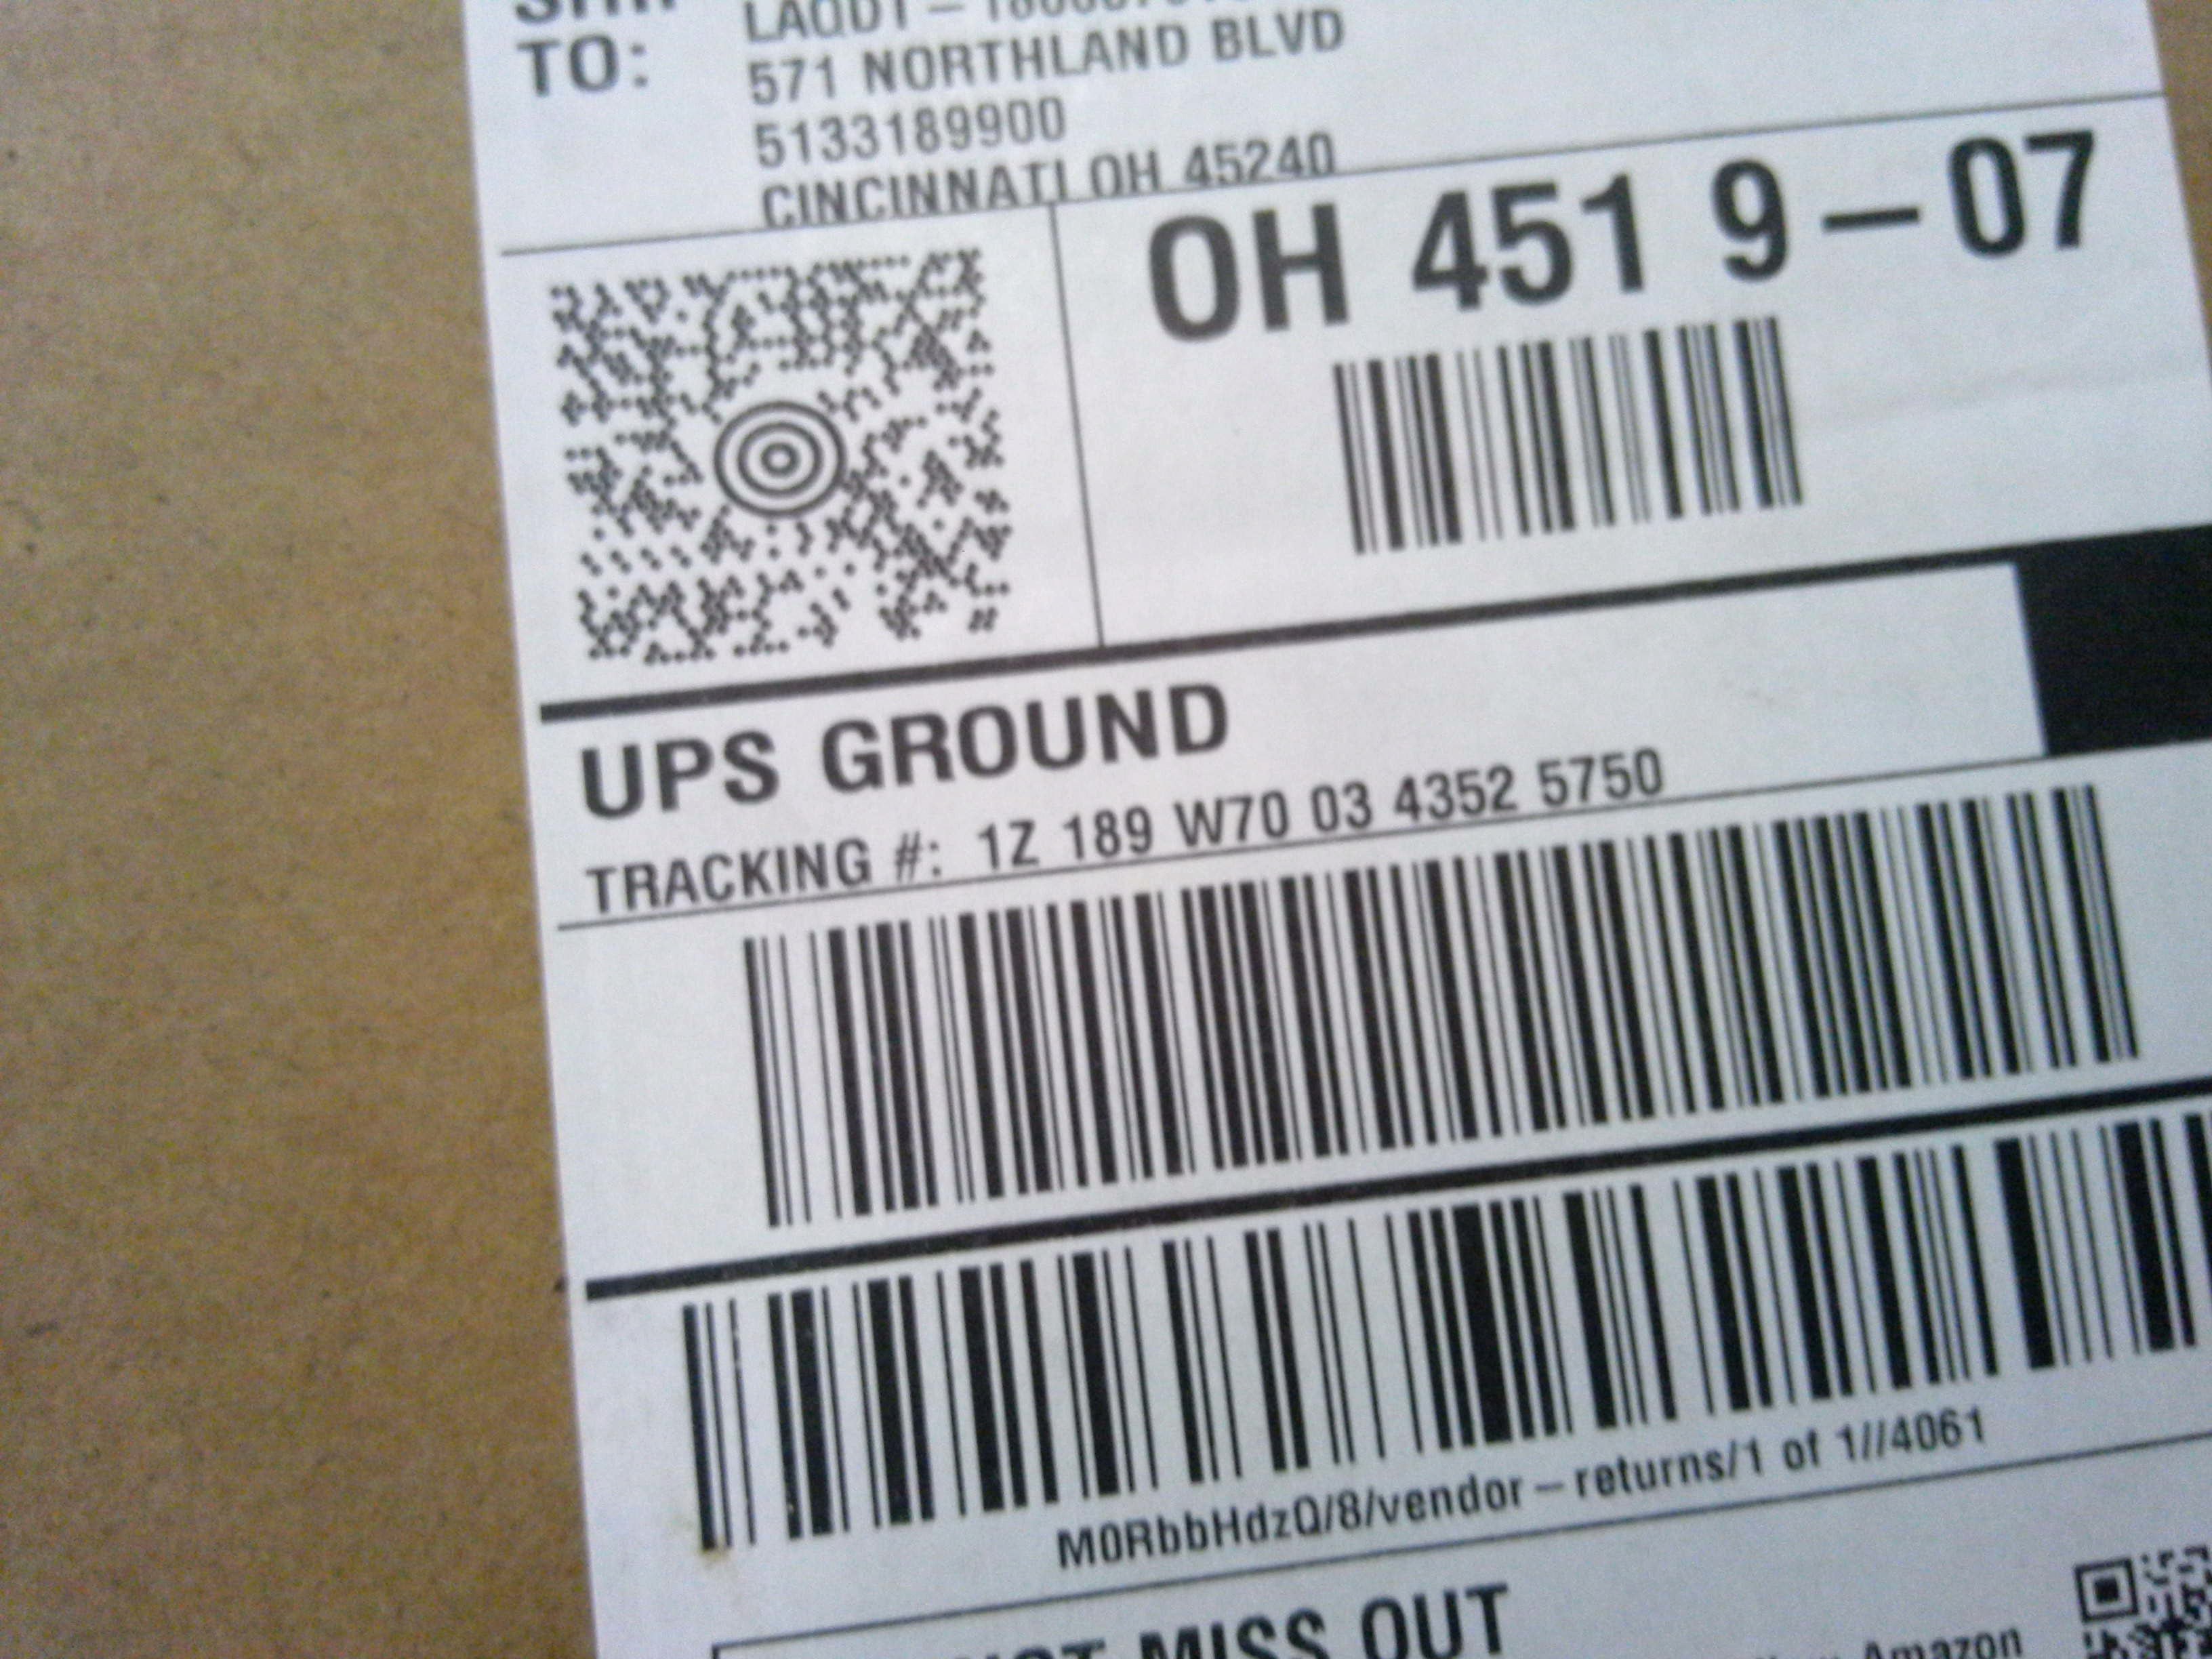 TO:
571 NORTHLAND BLVD
5133189900
CINCINNATI OH 45240
OH 451 9-07
UPS GROUND
TRACKING #: 1Z 189 W70 03 4352 5750
M0RbbHdzQ/8/vendor-returns/1 of 1//4061
MISS OUT
Amazon